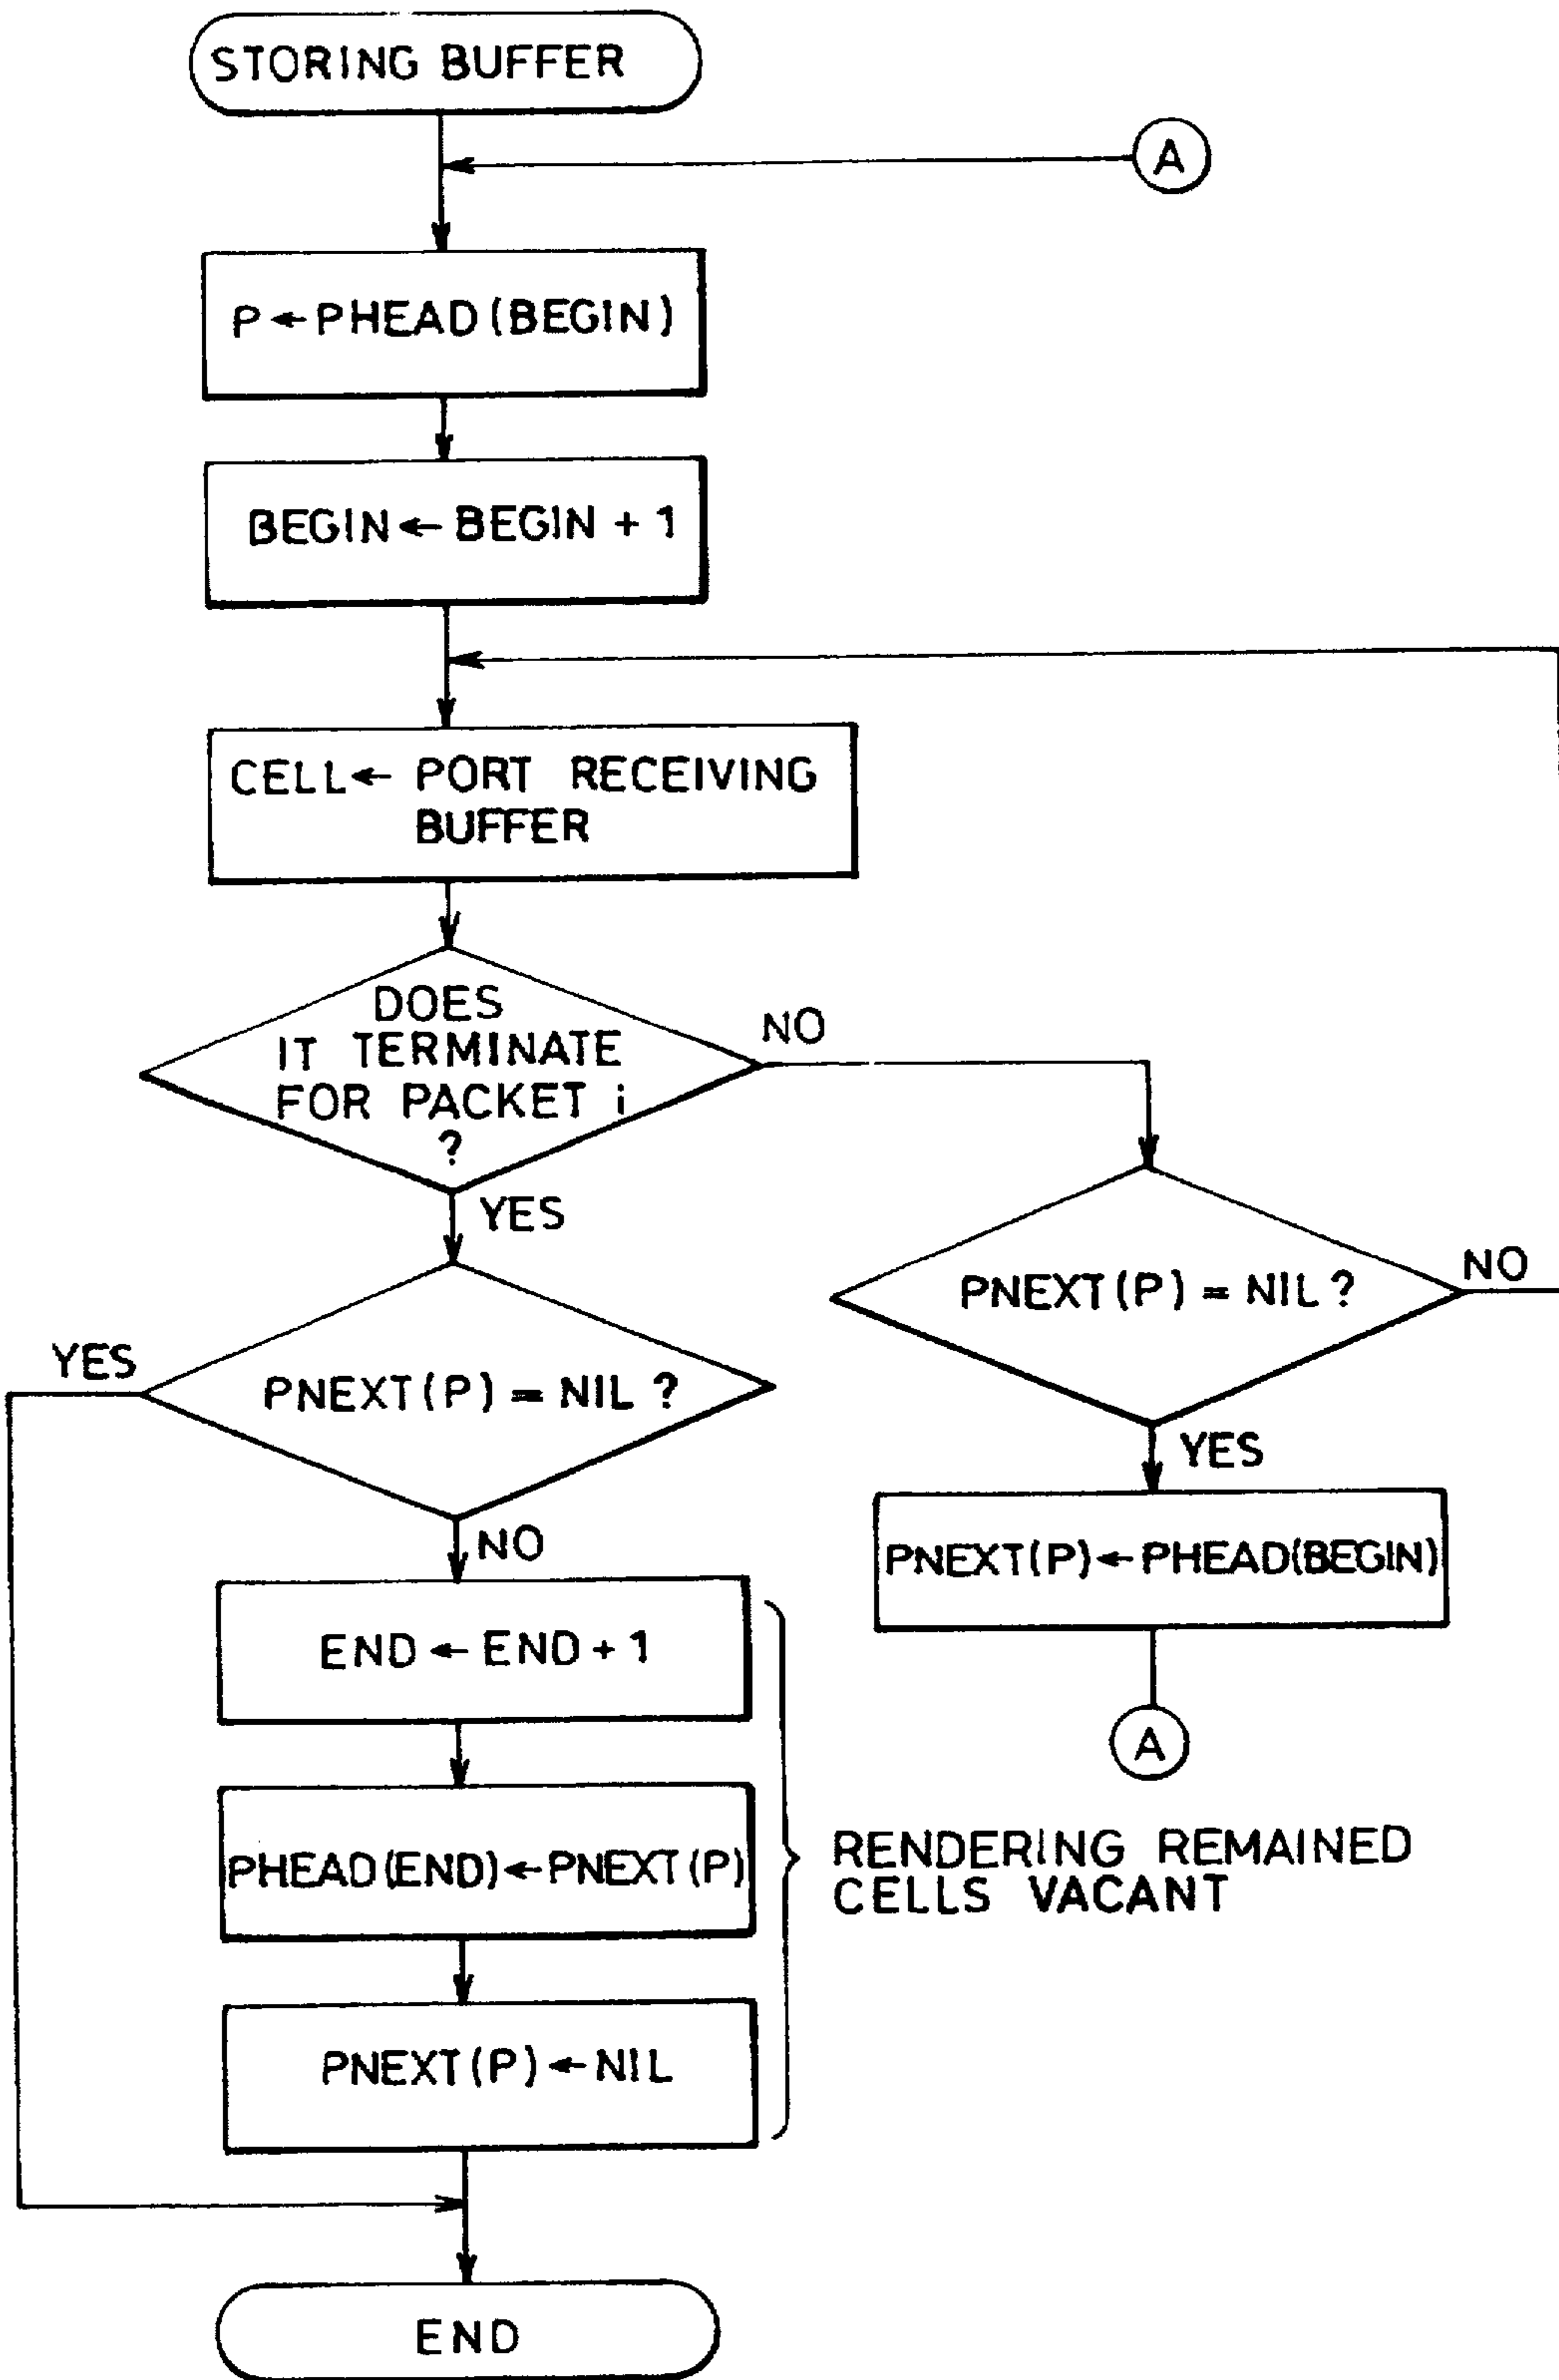 STORING BUFFER
A
P←PHEAD(BEGIN)
BEGIN←BEGIN + 1
CELL← PORT RECEIVING
BUFFER
DOES
IT TERMINATE
FOR PACKET i
?
NO
YES
PNEXT(P) = NIL ?
NO
YES
PNEXT(P) = NIL ?
YES
NO
PNEXT(P)←PHEAD(BEGIN)
A
END ← END + 1
PHEAD(END)←PNEXT(P)
PNEXT(P)←NIL
RENDERING REMAINED
CELLS VACANT
END